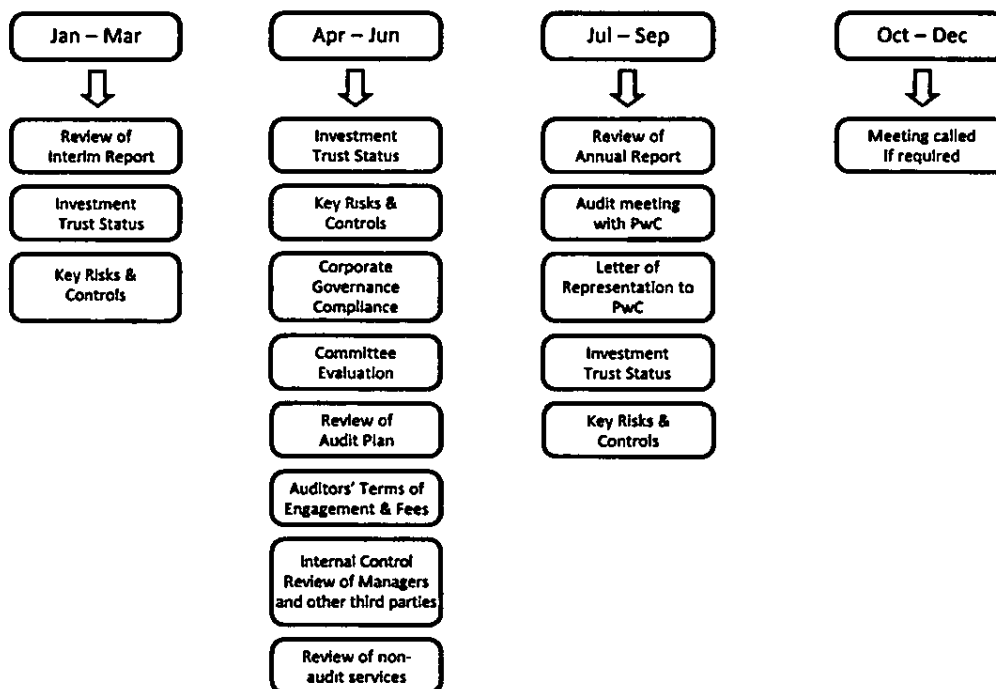 Jan – Mar
Review of
Interim Report
Investment
Trust Status
Key Risks &
Controls
Apr – Jun
Investment
Trust Status
Key Risks &
Controls
Corporate
Governance
Compliance
Committee
Evaluation
Review of
Audit Plan
Auditors' Terms of
Engagement & Fees
Internal Control
Review of Managers
and other third parties
Review of non-
audit services
Jul – Sep
Review of
Annual Report
Audit meeting
with PwC
Letter of
Representation to
PwC
Investment
Trust Status
Key Risks &
Controls
Oct – Dec
Meeting called
if required